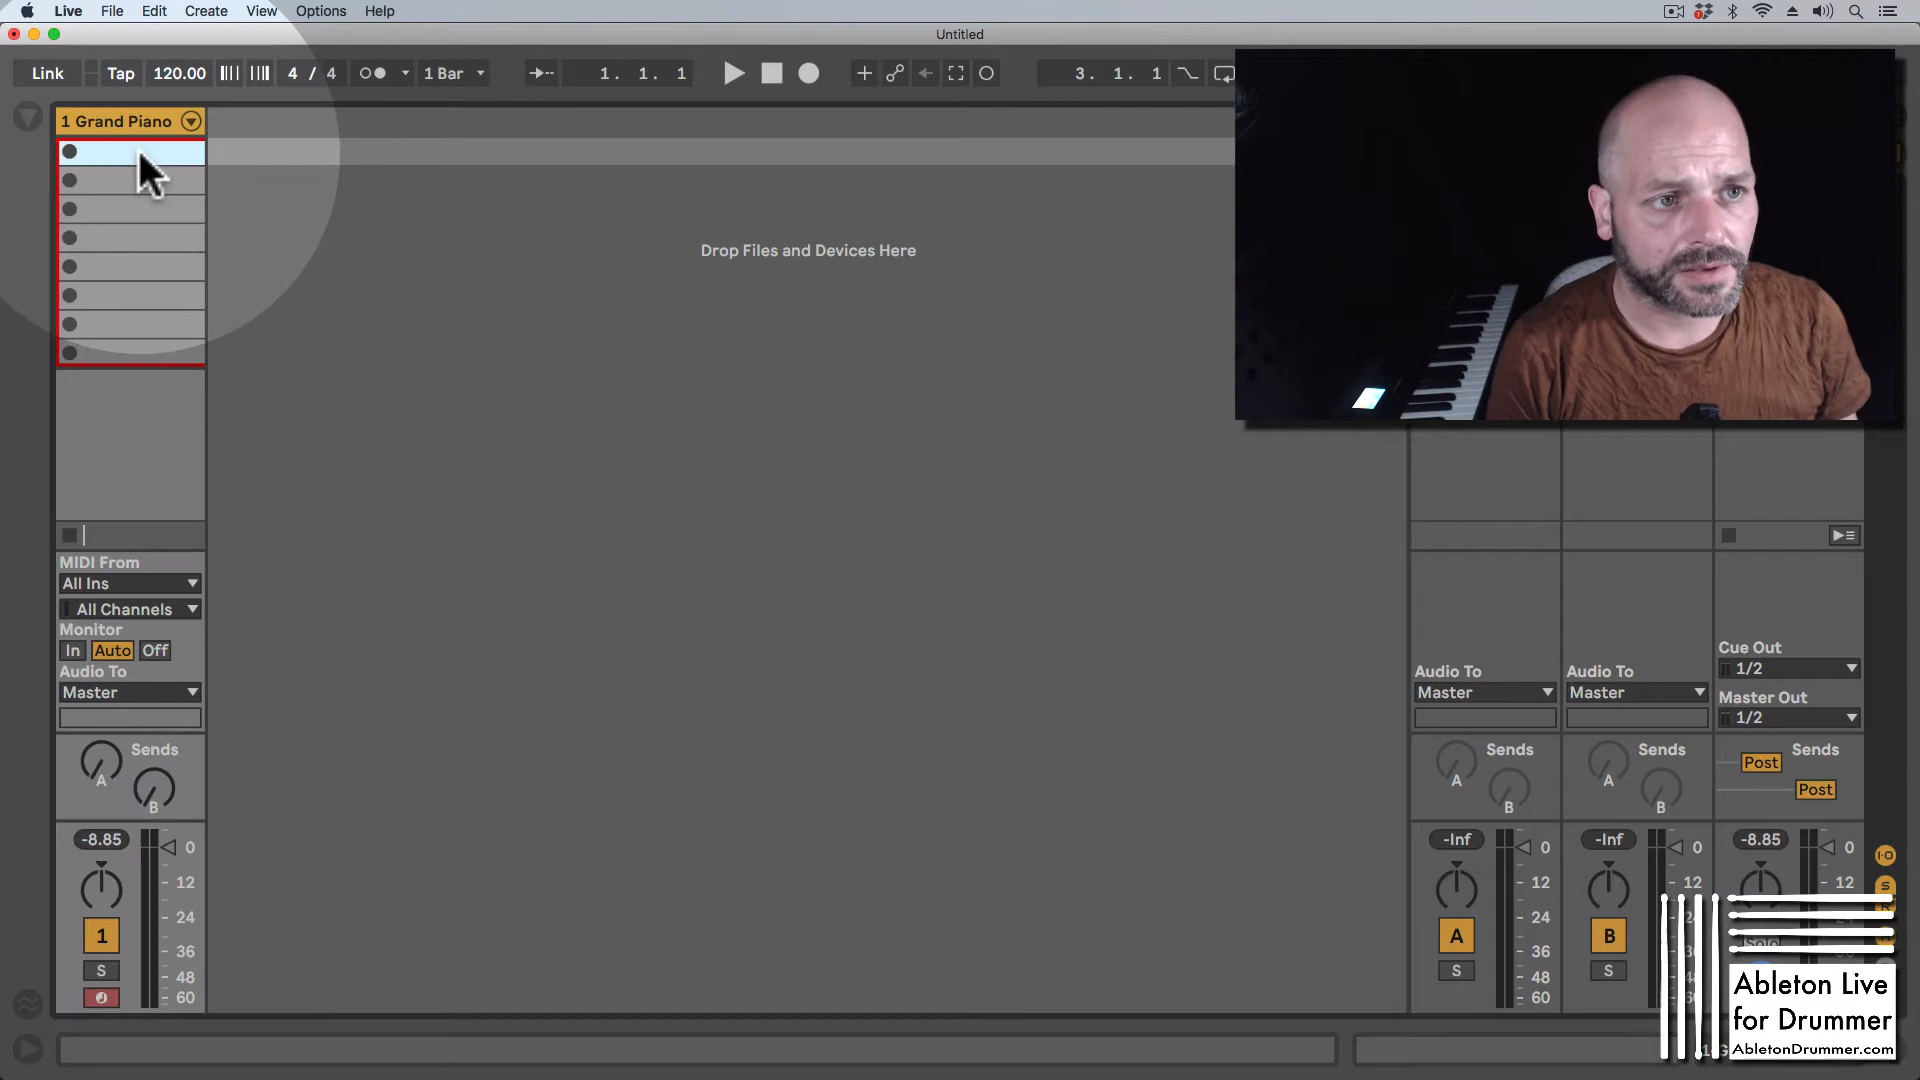 Live File Edit Create View Options Help
Untitled
Link Tap 120.00 4 / 4 1 Bar 1. 1. 1 3. 1. 1
1 Grand Piano
Drop Files and Devices Here
MIDI From
All Ins
All Channels
Monitor
In Auto Off
Audio To
Master
Audio To
Master
Audio To
Master
Cue Out
1/2
Master Out
1/2
Sends
A
B
Sends
A
B
Sends
A
B
Sends
Post
Post
-8.85
0
12
24
36
48
60
1
S
-Inf
0
12
24
36
48
60
A
S
-Inf
0
12
B
S
-8.85
0
12
I·O
S
Ableton Live
for Drummer
AbletonDrummer.com